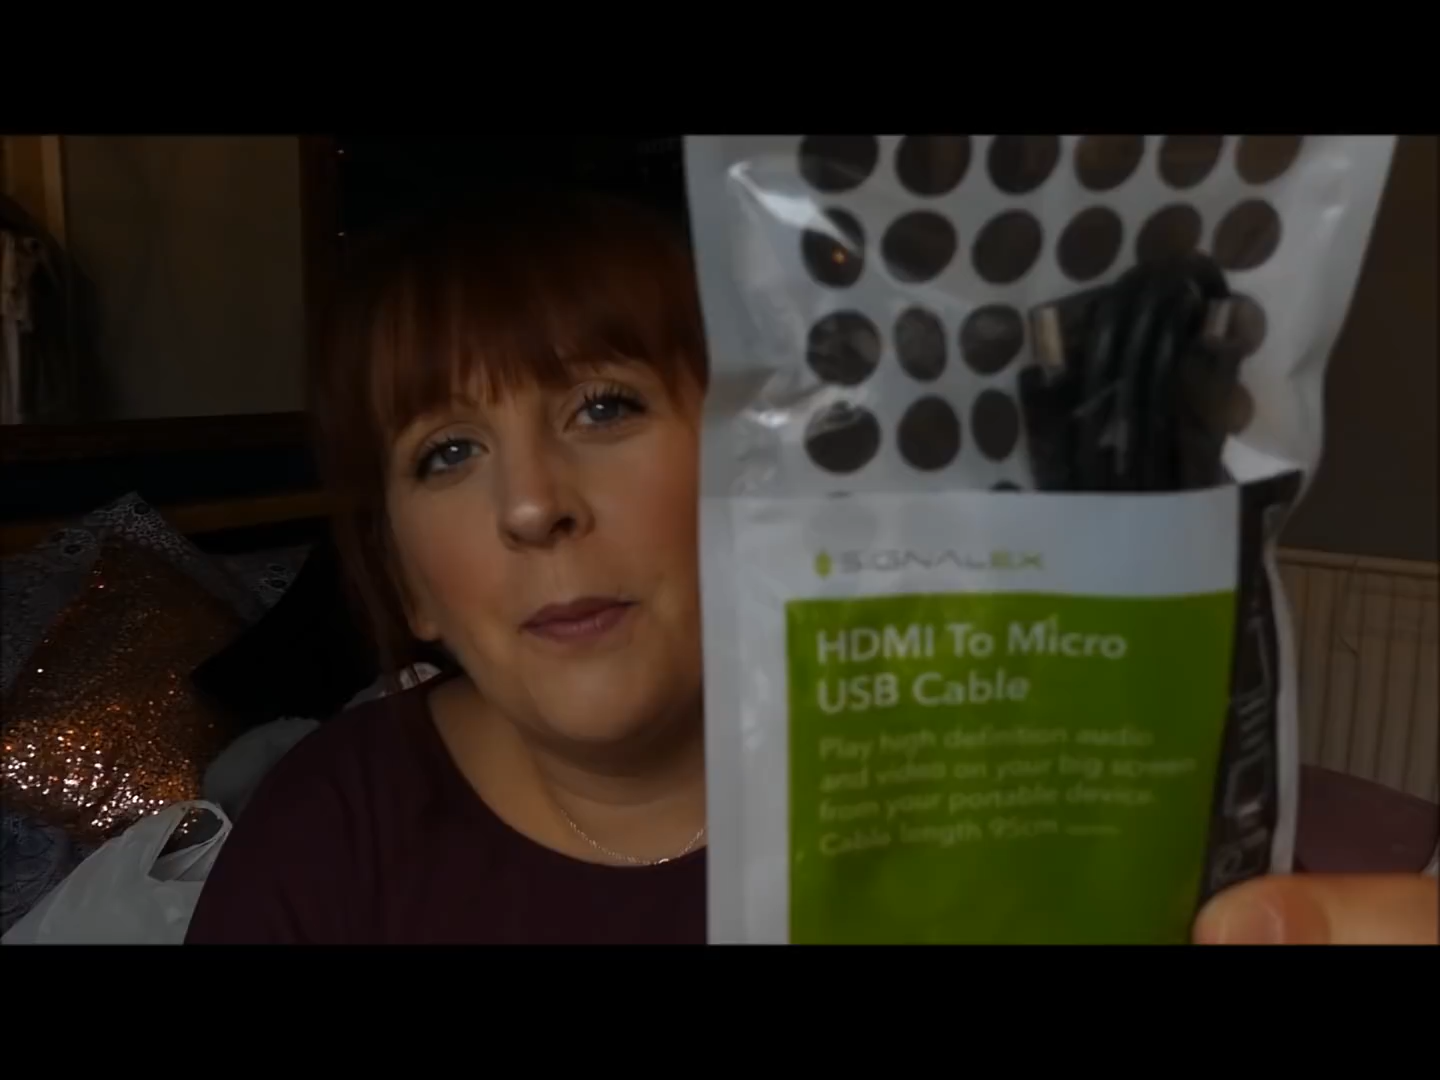 SIGNALEX
HDMI To Micro
USB Cable
Play high definition audio
and video on your big screen
from your portable device.
Cable length 95cm